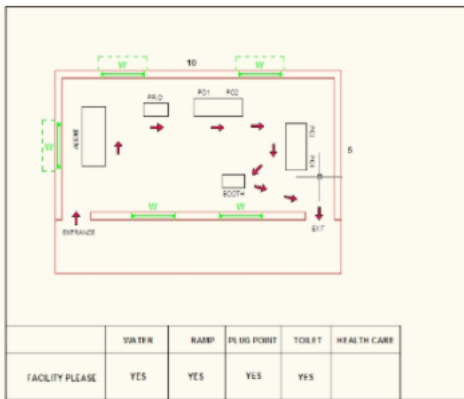 W
10
W
PRO
PO1 PO2
W
5
BOOTH
W
W
ENTRANCE
EXIT
WATER RAMP PLUG POINT TOILET HEALTH CARE
FACILITY PLEASE YES YES YES YES